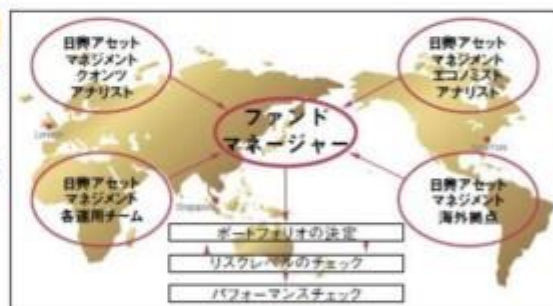 日興アセット
マネジメント
クオンツ
アナリスト
日興アセット
マネジメント
エコノミスト
アナリスト
ファンド
マネージャー
London
日興アセット
マネジメント
各運用チーム
Singapore
日興アセット
マネジメント
海外拠点
ポートフォリオの決定
リスクレベルのチェック
パフォーマンスチェック